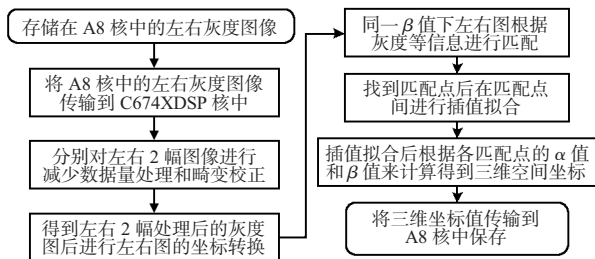 存储在 A8 核中的左右灰度图像
将 A8 核中的左右灰度图像
传输到 C674XDSP 核中
分别对左右 2 幅图像进行
减少数据量处理和畸变校正
得到左右 2 幅处理后的灰度
图后进行左右图的坐标转换
同一 β 值下左右图根据
灰度等信息进行匹配
找到匹配点后在匹配点
间进行插值拟合
插值拟合后根据各匹配点的 α 值
和 β 值来计算得到三维空间坐标
将三维坐标值传输到
A8 核中保存